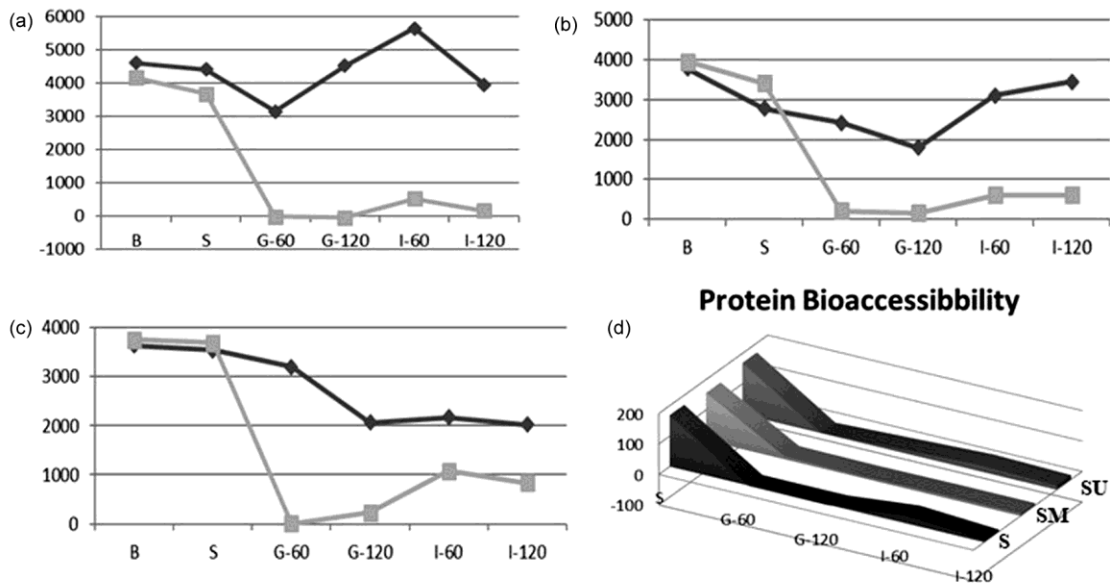 (a)
6000
5000
4000
3000
2000
1000
0
-1000
B S G-60 G-120 I-60 I-120
(b)
5000
4000
3000
2000
1000
0
B S G-60 G-120 I-60 I-120
(c)
4000
3000
2000
1000
0
B S G-60 G-120 I-60 I-120
Protein Bioaccessibbility
(d)
200
100
0
-100
S G-60 G-120 I-60 I-120
SU
SM
S